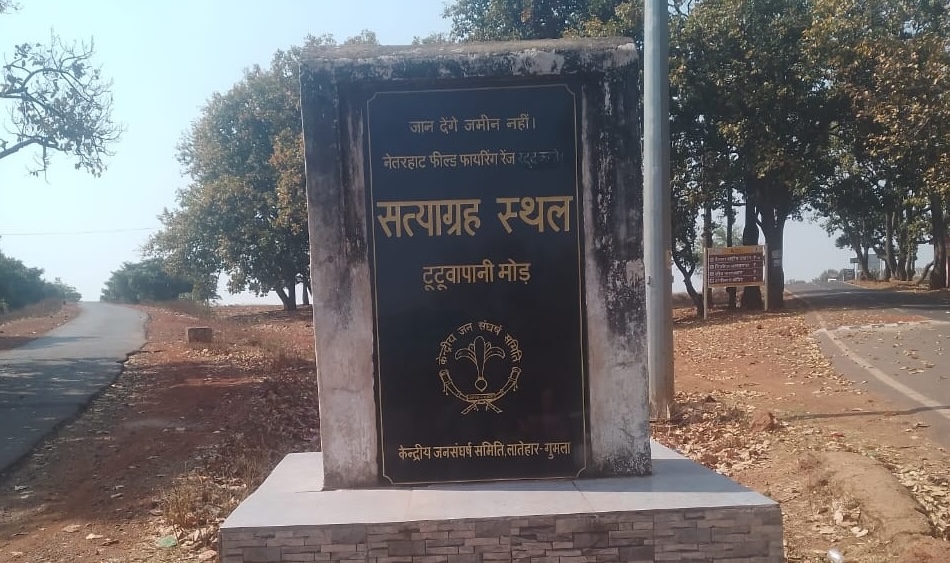 जान देंगे जमीन नहीं।
नेतरहाट फील्ड फायरिंग रेंज
सत्याग्रह स्थल
टूटूवापानी मोड़
केन्द्रीय जन संघर्ष समिति
केन्द्रीय जनसंघर्ष समिति,लातेहार-गुमला